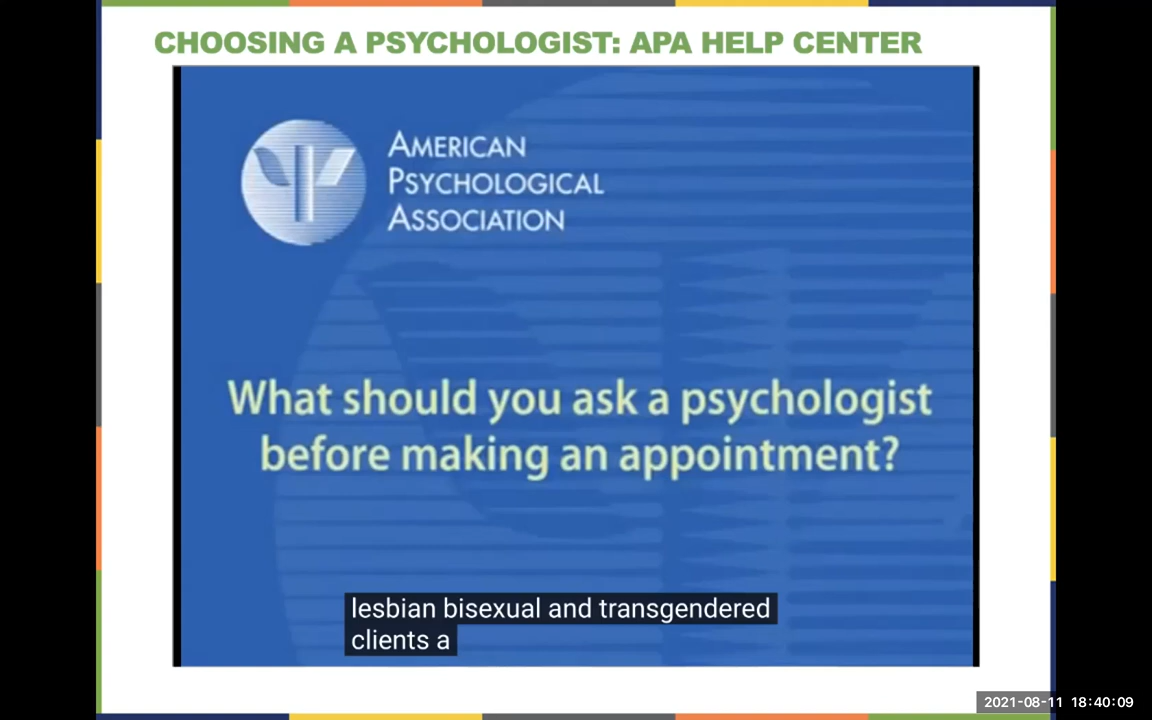 CHOOSING A PSYCHOLOGIST: APA HELP CENTER
AMERICAN
PSYCHOLOGICAL
ASSOCIATION
What should you ask a psychologist
before making an appointment?
lesbian bisexual and transgendered
clients a
2021-08-11 18:40:09